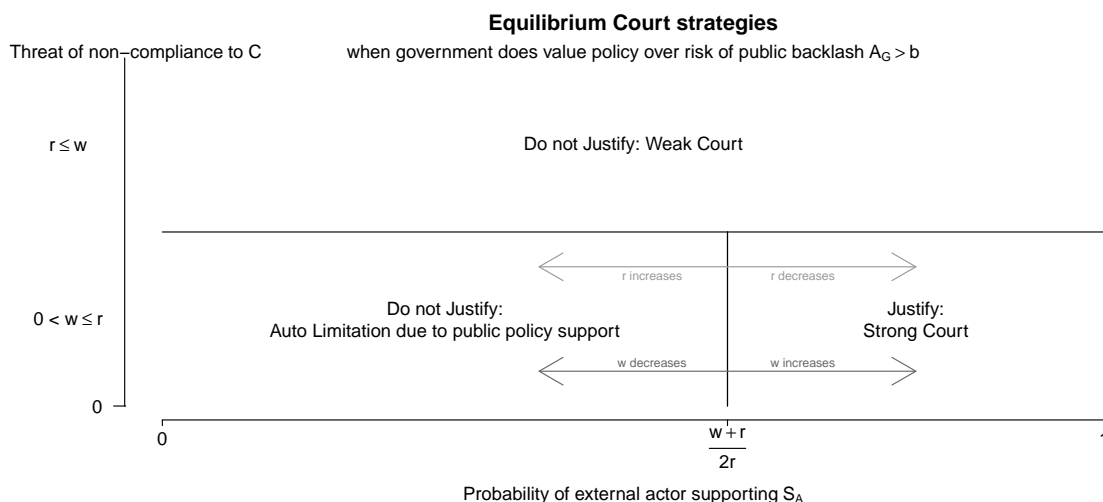 Equilibrium Court strategies
Threat of non−compliance to C
when government does value policy over risk of public backlash A_G > b
r ≤ w
Do not Justify: Weak Court
r increases
r decreases
0 < w ≤ r
Do not Justify:
Auto Limitation due to public policy support
Justify:
Strong Court
w decreases
w increases
0
0
w + r
2r
Probability of external actor supporting S_A